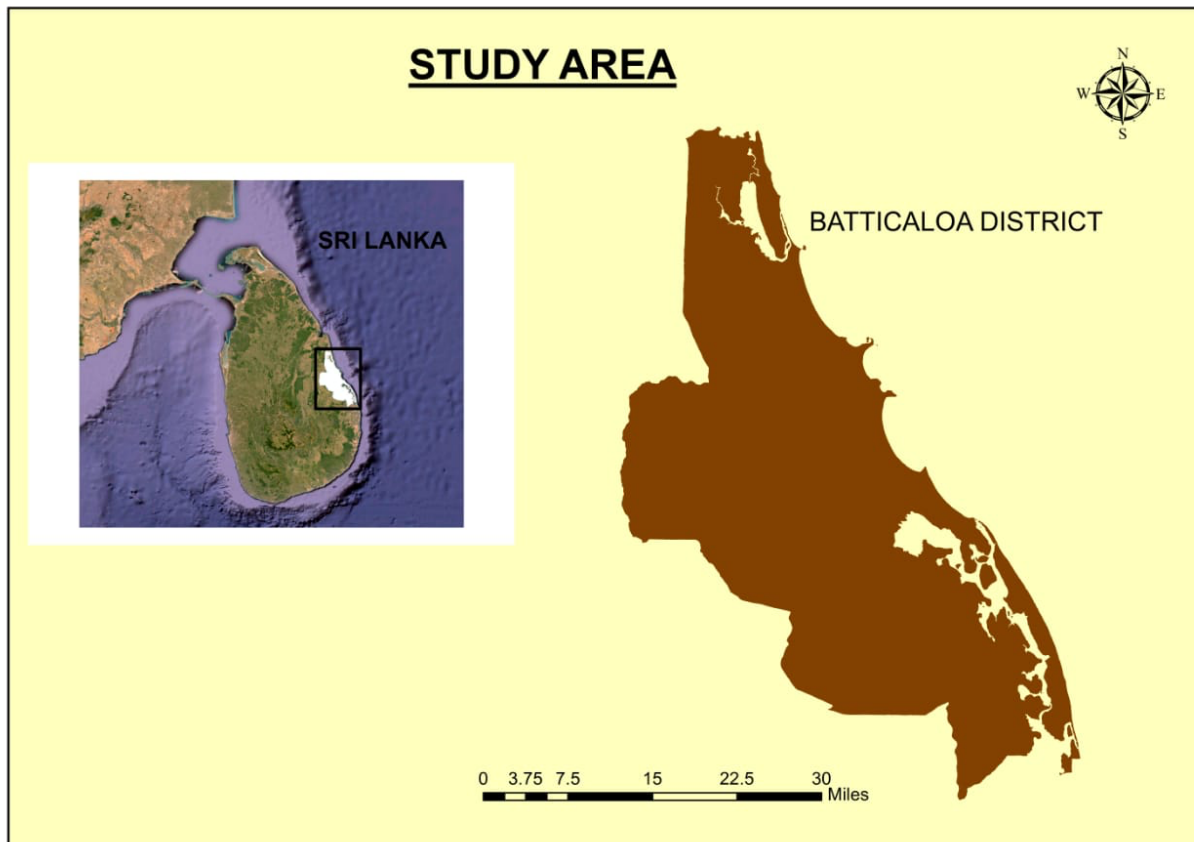 STUDY AREA
N
W E
S
SRI LANKA
BATTICALOA DISTRICT
0 3.75 7.5 15 22.5 30
Miles